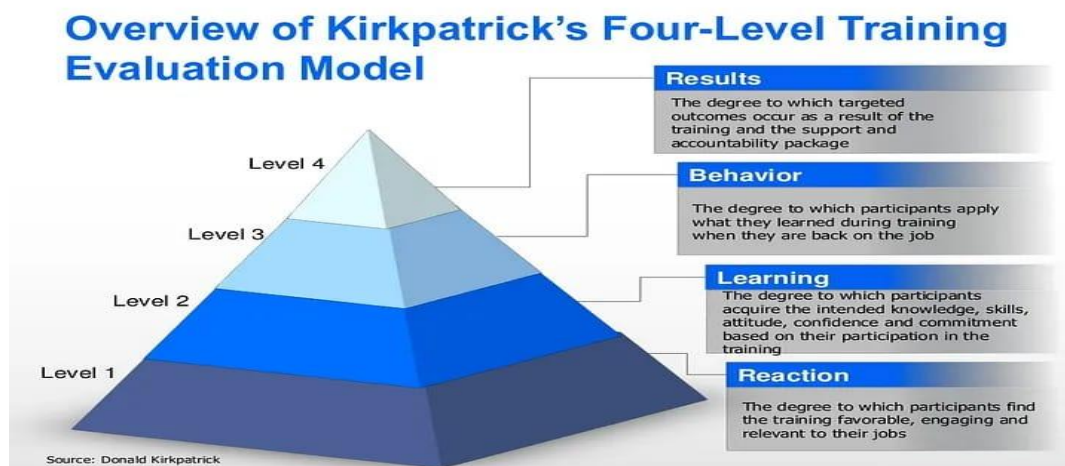 Overview of Kirkpatrick's Four-Level Training
Evaluation Model
Results
The degree to which targeted
outcomes occur as a result of the
training and the support and
accountability package
Level 4
Behavior
The degree to which participants apply
what they learned during training
when they are back on the job
Level 3
Learning
The degree to which participants
acquire the intended knowledge, skills,
attitude, confidence and commitment
based on their participation in the
training
Level 2
Reaction
The degree to which participants find
the training favorable, engaging and
relevant to their jobs
Level 1
Source: Donald Kirkpatrick